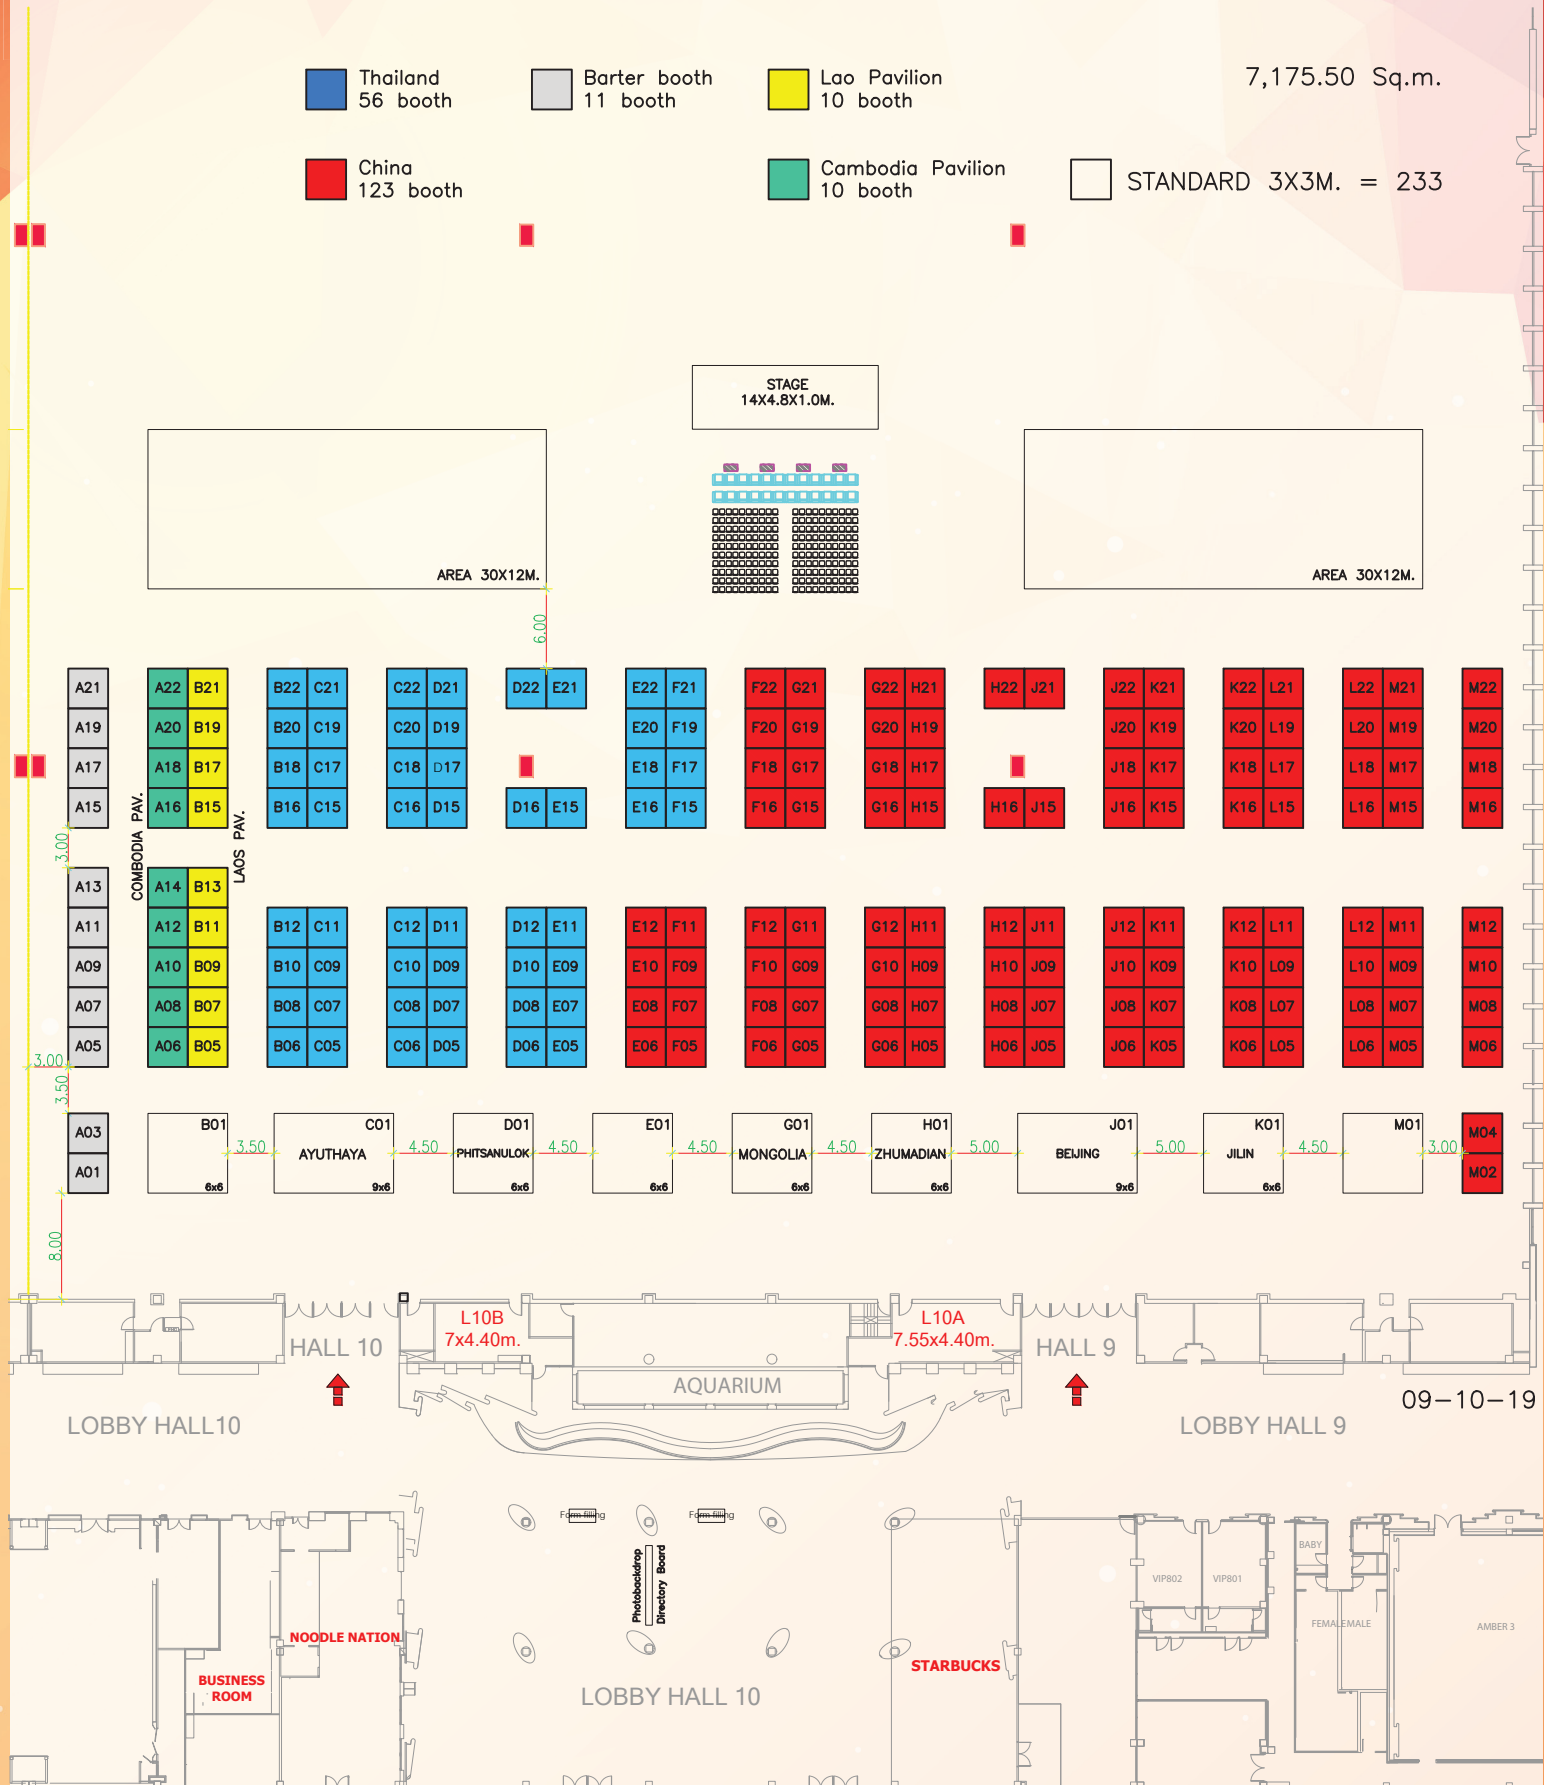 Thailand
56 booth
Barter booth
11 booth
Lao Pavilion
10 booth
7,175.50 Sq.m.
China
123 booth
Cambodia Pavilion
10 booth
STANDARD 3X3M. = 233
STAGE
14X4.8X1.0M.
AREA 30X12M.
AREA 30X12M.
6.00
A21 A22 B21 B22 C21 C22 D21 D22 E21 E22 F21 F22 G21 G22 H21 H22 J21 J22 K21 K22 L21 L22 M21 M22
A19 A20 B19 B20 C19 C20 D19 E20 F19 F20 G19 G20 H19 J20 K19 K20 L19 L20 M19 M20
A17 A18 B17 B18 C17 C18 D17 E18 F17 F18 G17 G18 H17 J18 K17 K18 L17 L18 M17 M18
A15 A16 B15 B16 C15 C16 D15 D16 E15 E16 F15 F16 G15 G16 H15 H16 J15 J16 K15 K16 L15 L16 M15 M16
3.00
COMBODIA PAV.
LAOS PAV.
A13 A14 B13
A11 A12 B11 B12 C11 C12 D11 D12 E11 E12 F11 F12 G11 G12 H11 H12 J11 J12 K11 K12 L11 L12 M11 M12
A09 A10 B09 B10 C09 C10 D09 D10 E09 E10 F09 F10 G09 G10 H09 H10 J09 J10 K09 K10 L09 L10 M09 M10
A07 A08 B07 B08 C07 C08 D07 D08 E07 E08 F07 F08 G07 G08 H07 H08 J07 J08 K07 K08 L07 L08 M07 M08
A05 A06 B05 B06 C05 C06 D05 D06 E05 E06 F05 F06 G05 G06 H05 H06 J05 J06 K05 K06 L05 L06 M05 M06
3.00
3.50
A03 B01 C01 D01 E01 G01 H01 J01 K01 M01 M04
3.50 4.50 4.50 4.50 4.50 5.00 5.00 4.50 3.00
AYUTHAYA PHITSANULOK MONGOLIA ZHUMADIAN BEIJING JILIN
A01 M02
6x6 9x6 6x6 6x6 6x6 6x6 9x6 6x6
8.00
L10B
7x4.40m.
L10A
7.55x4.40m.
HALL 10
HALL 9
AQUARIUM
09-10-19
LOBBY HALL10
LOBBY HALL 9
Form filling
Form filling
Photobackdrop
Directory Board
BABY
VIP802
VIP801
FEMALE
MALE
AMBER 3
NOODLE NATION
STARBUCKS
BUSINESS
ROOM
LOBBY HALL 10